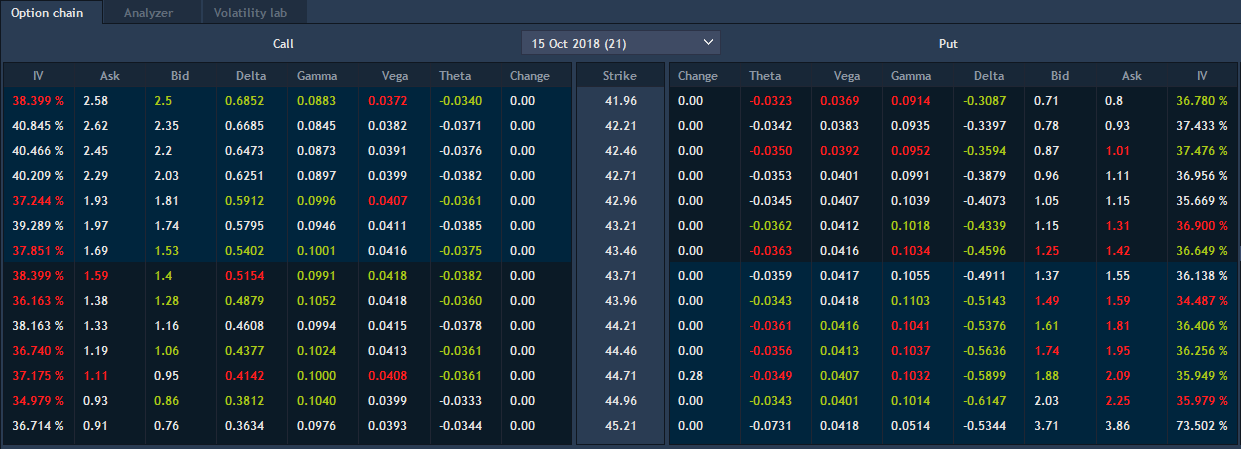 Option chain Analyzer Volatility lab
Call 15 Oct 2018 (21) Put
IV Ask Bid Delta Gamma Vega Theta Change Strike Change Theta Vega Gamma Delta Bid Ask IV
38.399 % 2.58 2.5 0.6852 0.0883 0.0372 -0.0340 0.00 41.96 0.00 -0.0323 0.0369 0.0914 -0.3087 0.71 0.8 36.780 %
40.845 % 2.62 2.35 0.6685 0.0845 0.0382 -0.0371 0.00 42.21 0.00 -0.0342 0.0383 0.0935 -0.3397 0.78 0.93 37.433 %
40.466 % 2.45 2.2 0.6473 0.0873 0.0391 -0.0376 0.00 42.46 0.00 -0.0350 0.0392 0.0952 -0.3594 0.87 1.01 37.476 %
40.209 % 2.29 2.03 0.6251 0.0897 0.0399 -0.0382 0.00 42.71 0.00 -0.0353 0.0401 0.0991 -0.3879 0.96 1.11 36.956 %
37.244 % 1.93 1.81 0.5912 0.0996 0.0407 -0.0361 0.00 42.96 0.00 -0.0345 0.0407 0.1039 -0.4073 1.05 1.15 35.669 %
39.289 % 1.97 1.74 0.5795 0.0946 0.0411 -0.0385 0.00 43.21 0.00 -0.0362 0.0412 0.1018 -0.4339 1.15 1.31 36.900 %
37.851 % 1.69 1.53 0.5402 0.1001 0.0416 -0.0375 0.00 43.46 0.00 -0.0363 0.0416 0.1034 -0.4596 1.25 1.42 36.649 %
38.399 % 1.59 1.4 0.5154 0.0991 0.0418 -0.0382 0.00 43.71 0.00 -0.0359 0.0417 0.1055 -0.4911 1.37 1.55 36.138 %
36.163 % 1.38 1.28 0.4879 0.1052 0.0418 -0.0360 0.00 43.96 0.00 -0.0343 0.0418 0.1103 -0.5143 1.49 1.59 34.487 %
38.163 % 1.33 1.16 0.4608 0.0994 0.0415 -0.0378 0.00 44.21 0.00 -0.0361 0.0416 0.1041 -0.5376 1.61 1.81 36.406 %
36.740 % 1.19 1.06 0.4377 0.1024 0.0413 -0.0361 0.00 44.46 0.00 -0.0356 0.0413 0.1037 -0.5636 1.74 1.95 36.256 %
37.175 % 1.11 0.95 0.4142 0.1000 0.0408 -0.0361 0.00 44.71 0.28 -0.0349 0.0407 0.1032 -0.5899 1.88 2.09 35.949 %
34.979 % 0.93 0.86 0.3812 0.1040 0.0399 -0.0333 0.00 44.96 0.00 -0.0343 0.0401 0.1014 -0.6147 2.03 2.25 35.979 %
36.714 % 0.91 0.76 0.3634 0.0976 0.0393 -0.0344 0.00 45.21 0.00 -0.0731 0.0418 0.0514 -0.5344 3.71 3.86 73.502 %